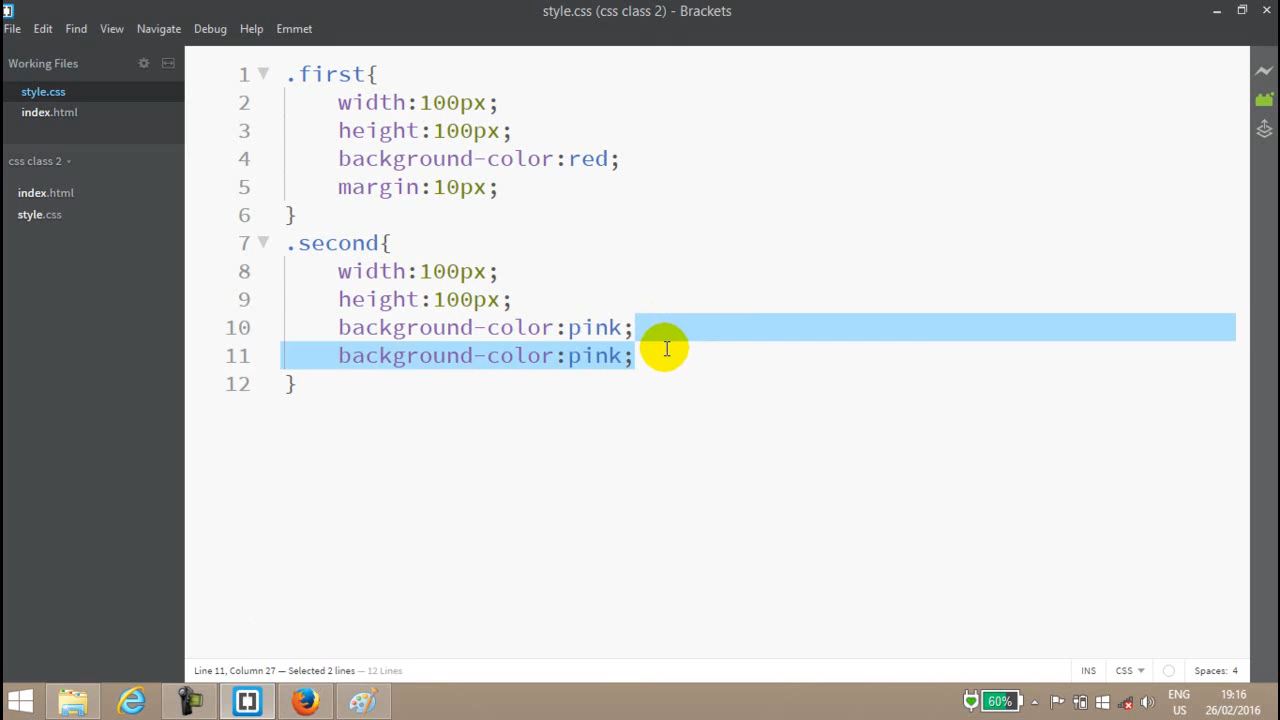 style.css (css class 2) - Brackets
File Edit Find View Navigate Debug Help Emmet
Working Files
style.css
index.html
css class 2
index.html
style.css
1 .first{
2 width:100px;
3 height:100px;
4 background-color:red;
5 margin:10px;
6 }
7 .second{
8 width:100px;
9 height:100px;
10 background-color:pink;
11 background-color:pink;
12 }
Line 11, Column 27 — Selected 2 lines — 12 Lines
INS CSS Spaces: 4
60% ENG 19:16
US 26/02/2016